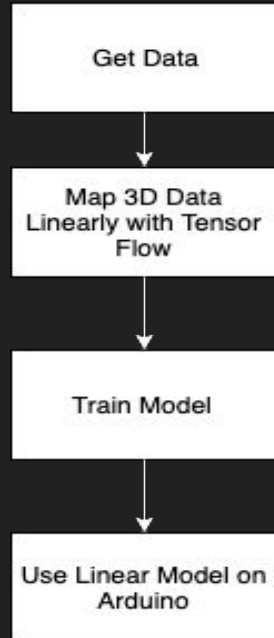 Get Data
Map 3D Data
Linearly with Tensor
Flow
Train Model
Use Linear Model on
Arduino